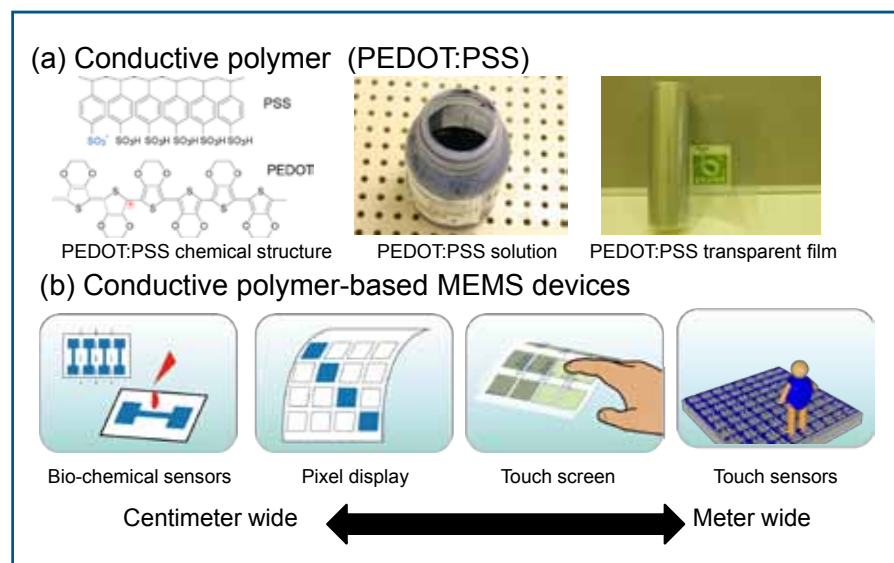 (a) Conductive polymer (PEDOT:PSS)
PSS
SO₃⁻ SO₃H SO₃H SO₃H SO₃H SO₃H
PEDOT
PEDOT:PSS chemical structure PEDOT:PSS solution PEDOT:PSS transparent film
(b) Conductive polymer-based MEMS devices
Bio-chemical sensors Pixel display Touch screen Touch sensors
Centimeter wide Meter wide